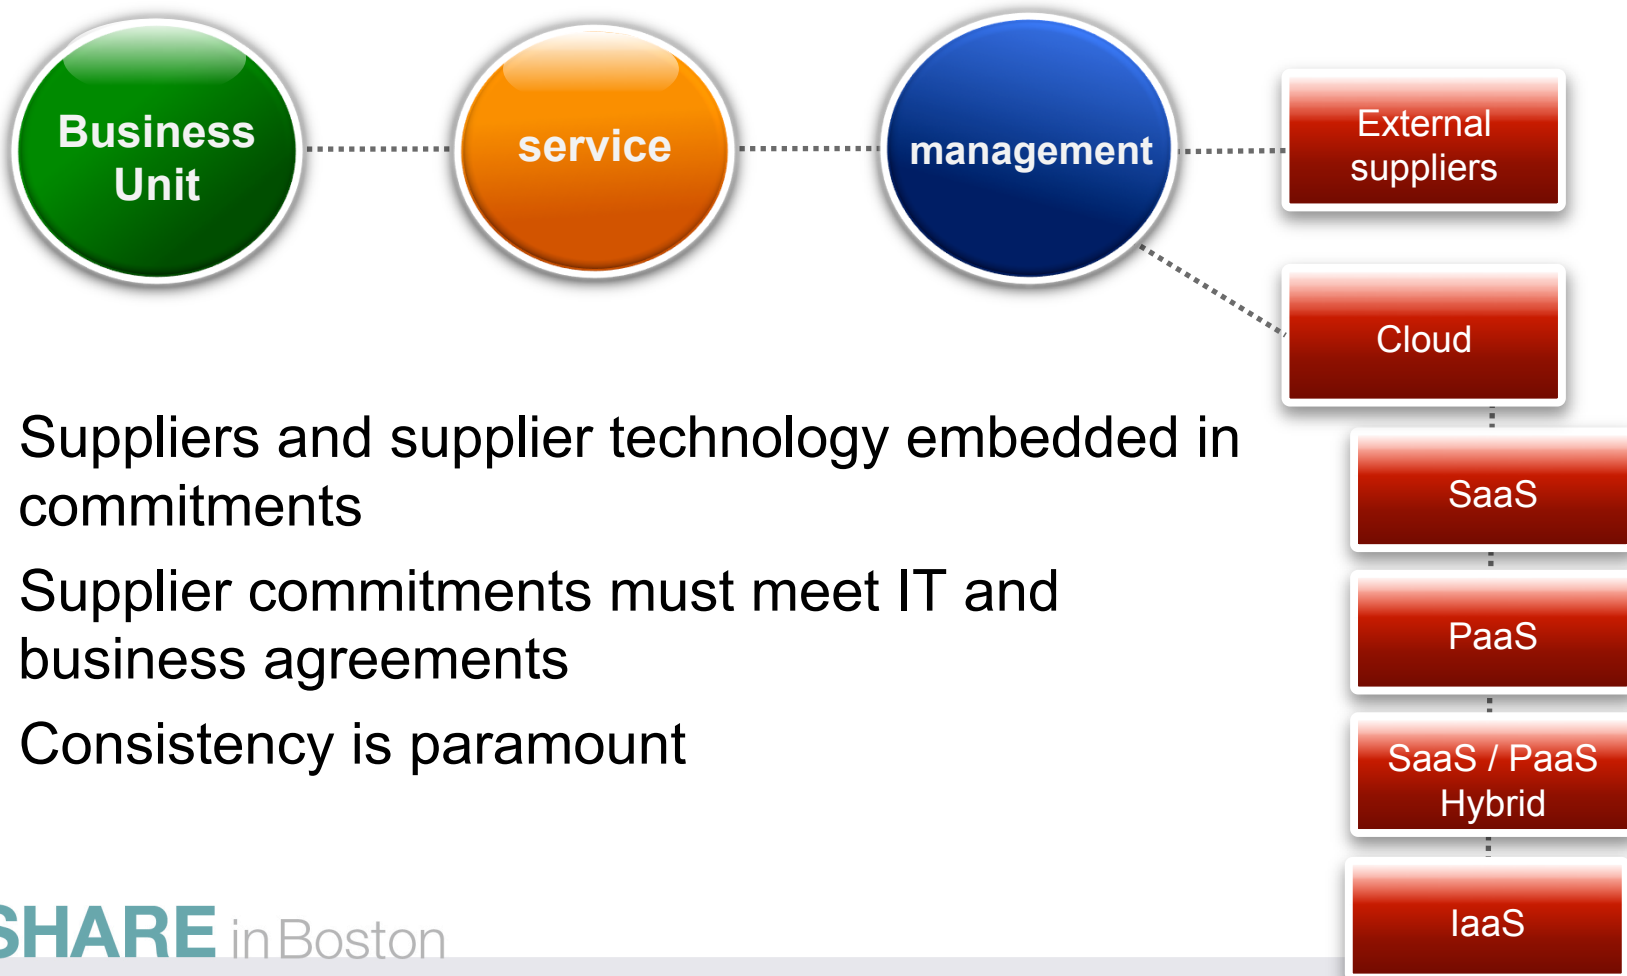 Business
Unit
service
management
External
suppliers
Cloud
Suppliers and supplier technology embedded in
commitments
Supplier commitments must meet IT and
business agreements
Consistency is paramount
SaaS
PaaS
SaaS / PaaS
Hybrid
IaaS
SHARE in Boston